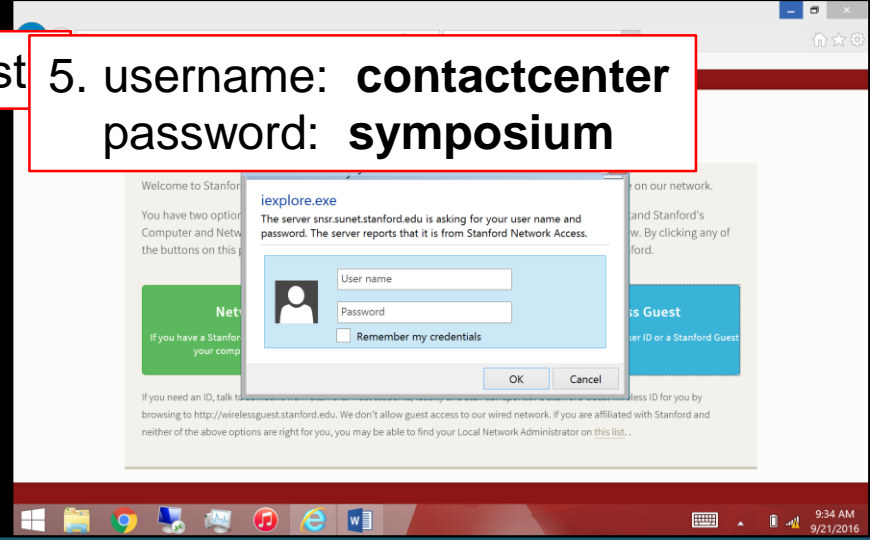 st
5. username: contactcenter
password: symposium
Welcome to Stanfor
e on our network.
You have two option
and Stanford's
Computer and Netw
w. By clicking any of
the buttons on this p
ford.
iexplore.exe
The server snsr.sunet.stanford.edu is asking for your user name and
password. The server reports that it is from Stanford Network Access.
User name
Password
Remember my credentials
OK Cancel
Net
If you have a Stanfor
your comp
ss Guest
ser ID or a Stanford Guest
If you need an ID, talk to
less ID for you by
browsing to http://wirelessguest.stanford.edu. We don't allow guest access to our wired network. If you are affiliated with Stanford and
neither of the above options are right for you, you may be able to find your Local Network Administrator on this list. .
9:34 AM
9/21/2016